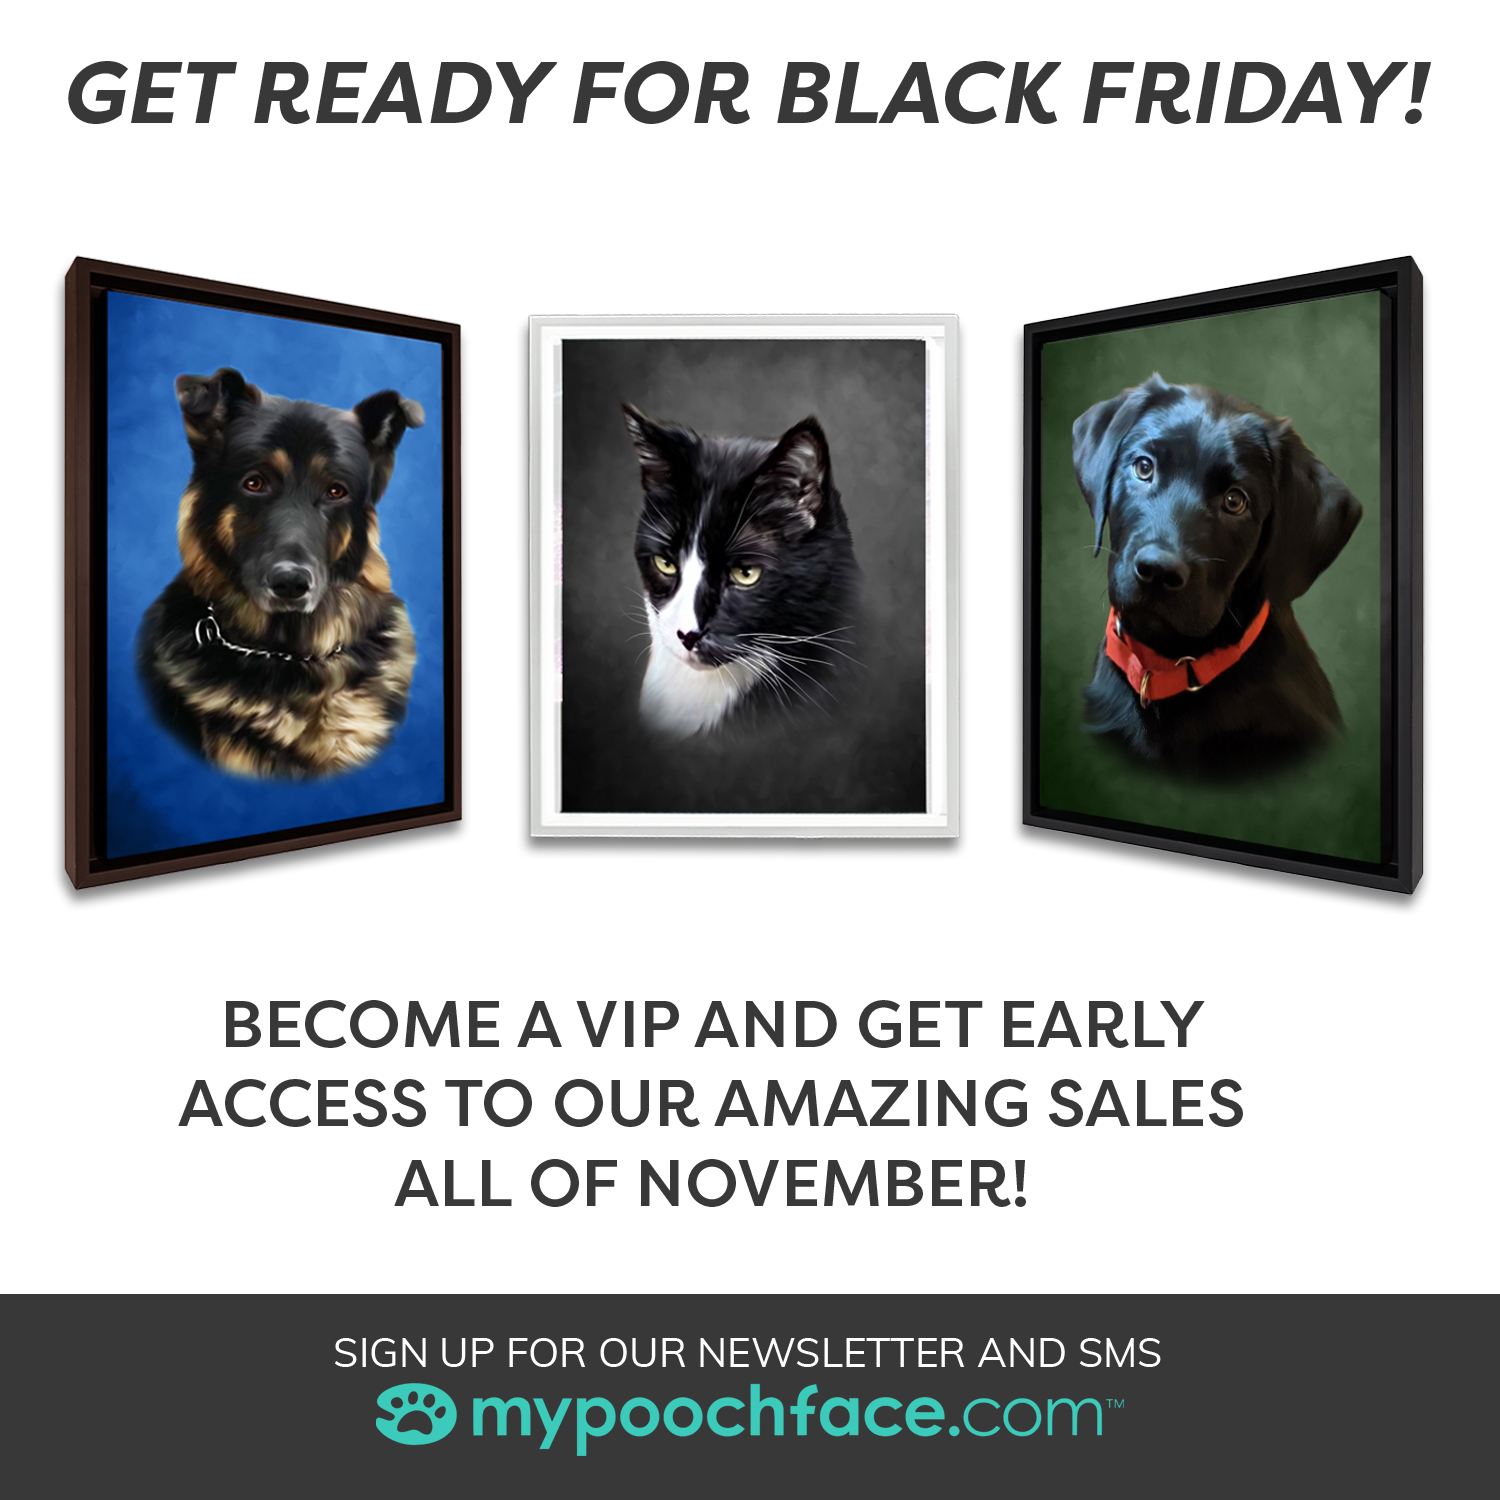 GET READY FOR BLACK FRIDAY!
BECOME A VIP AND GET EARLY
ACCESS TO OUR AMAZING SALES
ALL OF NOVEMBER!
SIGN UP FOR OUR NEWSLETTER AND SMS
mypoochface.com™